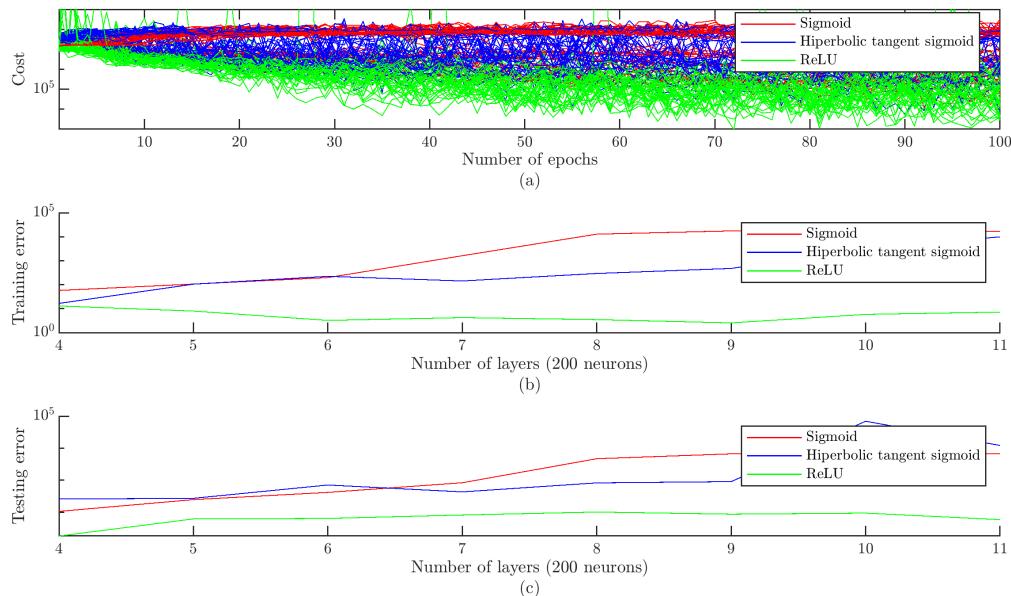 Cost
10^5
Sigmoid
Hiperbolic tangent sigmoid
ReLU
10 20 30 40 50 60 70 80 90 100
Number of epochs
(a)
Training error
10^5
10^0
Sigmoid
Hiperbolic tangent sigmoid
ReLU
4 5 6 7 8 9 10 11
Number of layers (200 neurons)
(b)
Testing error
10^5
Sigmoid
Hiperbolic tangent sigmoid
ReLU
4 5 6 7 8 9 10 11
Number of layers (200 neurons)
(c)